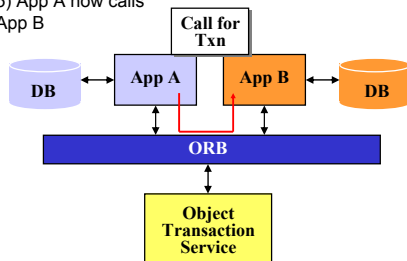 App A now calls
App B
Call for
Txn
DB
App A
App B
DB
ORB
Object
Transaction
Service